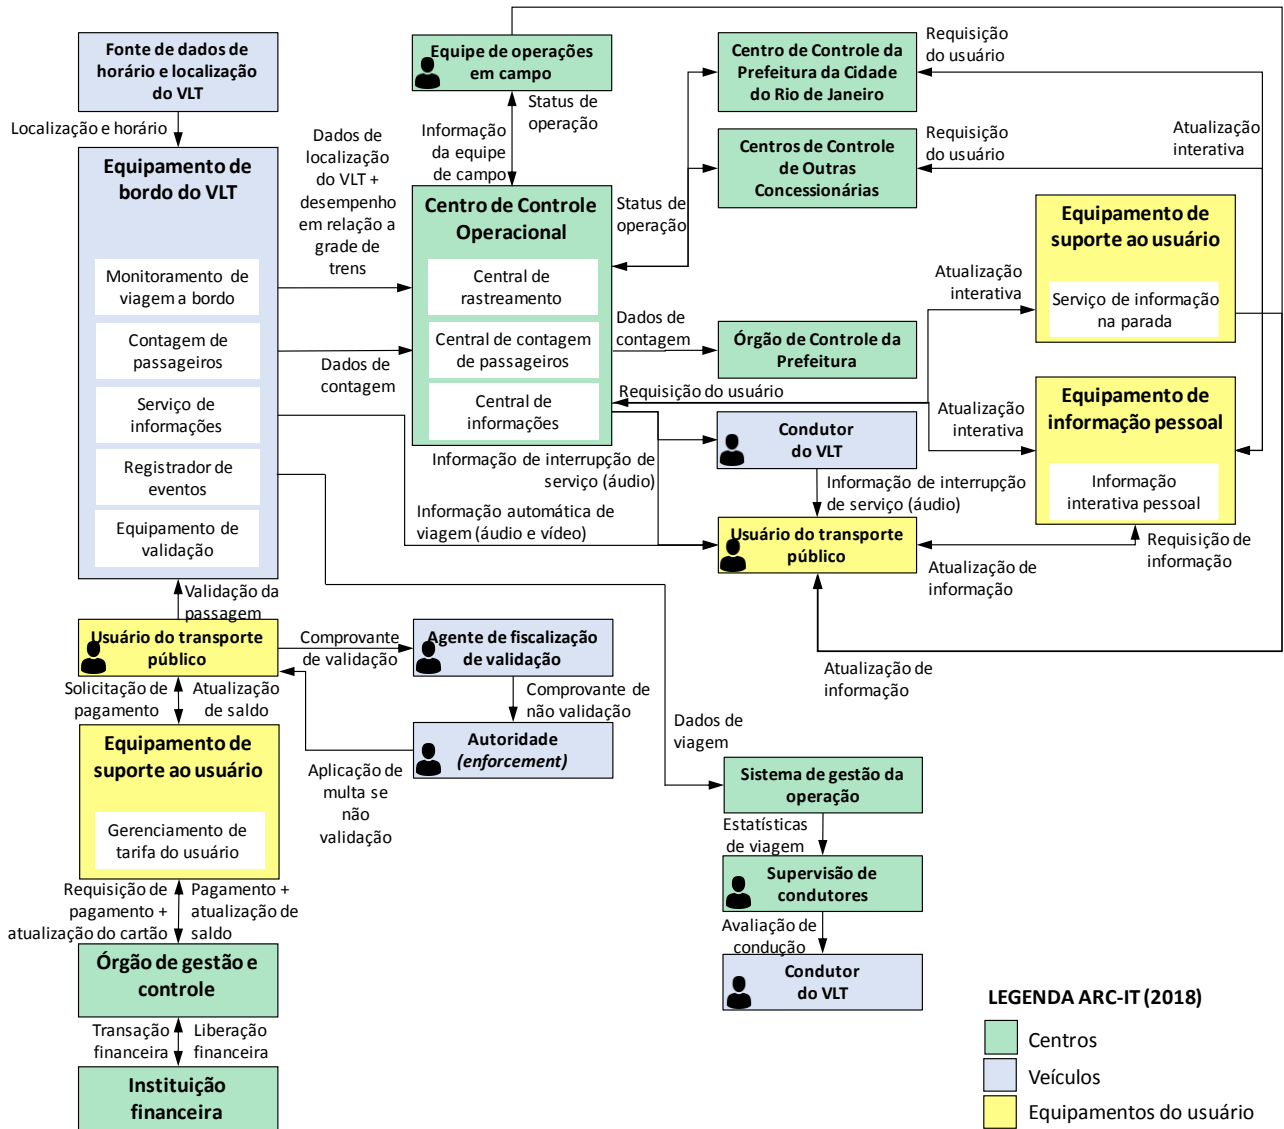 Fonte de dados de
horário e localização
do VLT
Localização e horário
Equipamento de
bordo do VLT
Monitoramento de
viagem a bordo
Contagem de
passageiros
Serviço de
informações
Registrador de
eventos
Equipamento de
validação
Dados de
localização
do VLT +
desempenho
em relação a
grade de
trens
Dados de
contagem
Equipe de operações
em campo
Status de
operação
Informação
da equipe
de campo
Centro de Controle
Operacional
Central de
rastreamento
Central de contagem
de passageiros
Central de
informações
Status de
operação
Dados de
contagem
Requisição do usuário
Centro de Controle da
Prefeitura da Cidade
do Rio de Janeiro
Requisição
do usuário
Centros de Controle
de Outras
Concessionárias
Requisição
do usuário
Atualização
interativa
Órgão de Controle da
Prefeitura
Equipamento de
suporte ao usuário
Serviço de informação
na parada
Atualização
interativa
Equipamento de
informação pessoal
Informação
interativa pessoal
Atualização
interativa
Condutor
do VLT
Informação de interrupção de
serviço (áudio)
Informação de interrupção
de serviço (áudio)
Informação automática de
viagem (áudio e vídeo)
Usuário do transporte
público
Requisição de
informação
Atualização de
informação
Atualização de
informação
Validação da
passagem
Usuário do transporte
público
Comprovante
de validação
Agente de fiscalização
de validação
Comprovante de
não validação
Autoridade
(enforcement)
Aplicação de
multa se
não
validação
Solicitação de
pagamento
Atualização
de saldo
Equipamento de
suporte ao usuário
Gerenciamento de
tarifa do usuário
Requisição de
pagamento +
atualização do cartão
Pagamento +
atualização de
saldo
Órgão de gestão e
controle
Transação
financeira
Liberação
financeira
Instituição
financeira
Dados de
viagem
Sistema de gestão da
operação
Estatísticas
de viagem
Supervisão de
condutores
Avaliação de
condução
Condutor
do VLT
LEGENDA ARC-IT (2018)
Centros
Veículos
Equipamentos do usuário